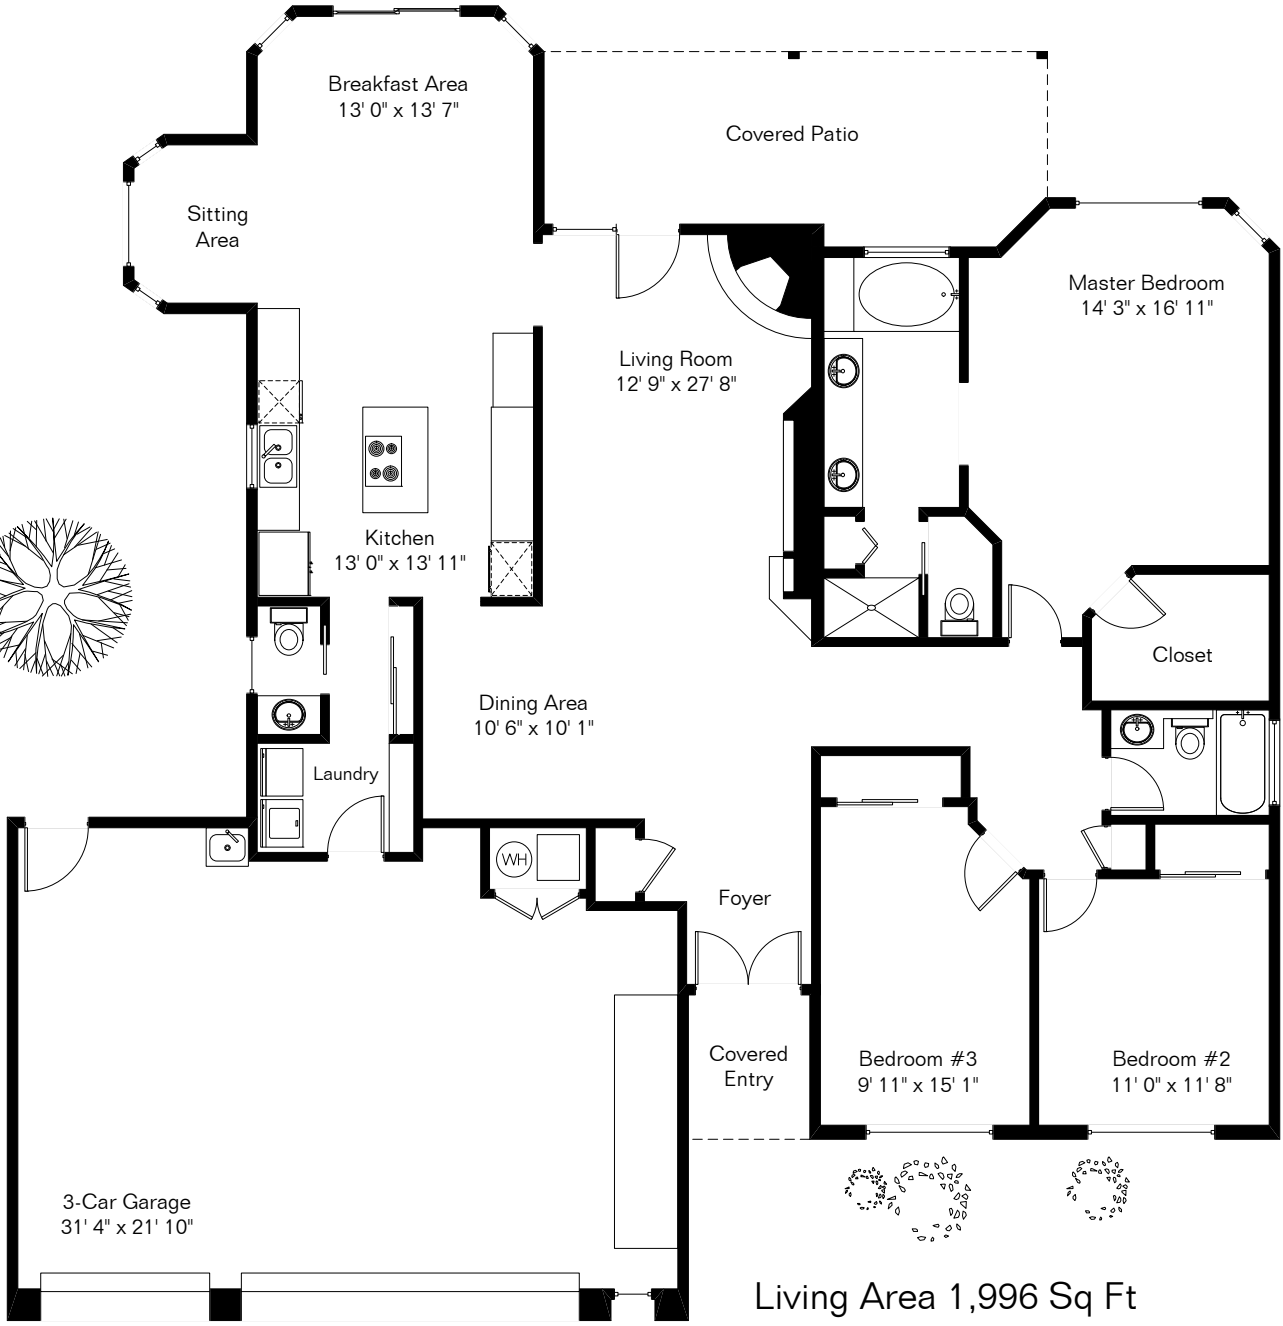 Breakfast Area
13' 0" x 13' 7"
Covered Patio
Sitting
Area
Master Bedroom
14' 3" x 16' 11"
Living Room
12' 9" x 27' 8"
Kitchen
13' 0" x 13' 11"
Closet
Dining Area
10' 6" x 10' 1"
Laundry
WH
Foyer
Covered
Entry
Bedroom #3
9' 11" x 15' 1"
Bedroom #2
11' 0" x 11' 8"
3-Car Garage
31' 4" x 21' 10"
Living Area 1,996 Sq Ft